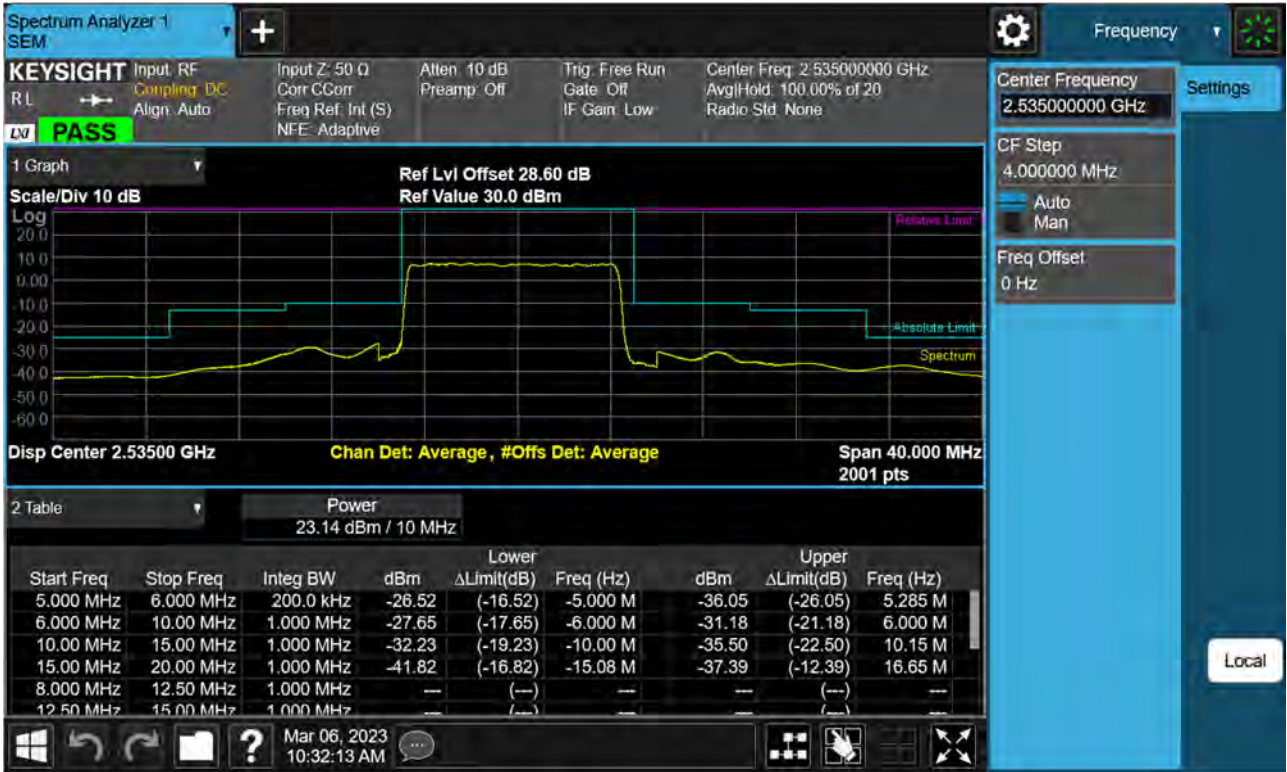 Spectrum Analyzer 1
SEM
Frequency
KEYSIGHT
R L
LXI
PASS
Input: RF
Coupling: DC
Align: Auto
Input Z: 50 Ω
Corr CCorr
Freq Ref: Int (S)
NFE: Adaptive
Atten: 10 dB
Preamp: Off
Trig: Free Run
Gate: Off
IF Gain: Low
Center Freq: 2.535000000 GHz
Avg|Hold: 100.00% of 20
Radio Std: None
Center Frequency
2.535000000 GHz
Settings
CF Step
4.000000 MHz
Auto
Man
Freq Offset
0 Hz
Local
1 Graph
Scale/Div 10 dB
Ref Lvl Offset 28.60 dB
Ref Value 30.0 dBm
Log
20.0
10.0
0.00
-10.0
-20.0
-30.0
-40.0
-50.0
-60.0
Relative Limit
Absolute Limit
Spectrum
Disp Center 2.53500 GHz
Chan Det: Average, #Offs Det: Average
Span 40.000 MHz
2001 pts
2 Table
Power
23.14 dBm / 10 MHz
Lower Upper
Start Freq Stop Freq Integ BW dBm ΔLimit(dB) Freq (Hz) dBm ΔLimit(dB) Freq (Hz)
5.000 MHz 6.000 MHz 200.0 kHz -26.52 (-16.52) -5.000 M -36.05 (-26.05) 5.285 M
6.000 MHz 10.00 MHz 1.000 MHz -27.65 (-17.65) -6.000 M -31.18 (-21.18) 6.000 M
10.00 MHz 15.00 MHz 1.000 MHz -32.23 (-19.23) -10.00 M -35.50 (-22.50) 10.15 M
15.00 MHz 20.00 MHz 1.000 MHz -41.82 (-16.82) -15.08 M -37.39 (-12.39) 16.65 M
8.000 MHz 12.50 MHz 1.000 MHz --- (---) --- --- (---) ---
12.50 MHz 15.00 MHz 1.000 MHz --- (---) --- --- (---) ---
?
Mar 06, 2023
10:32:13 AM